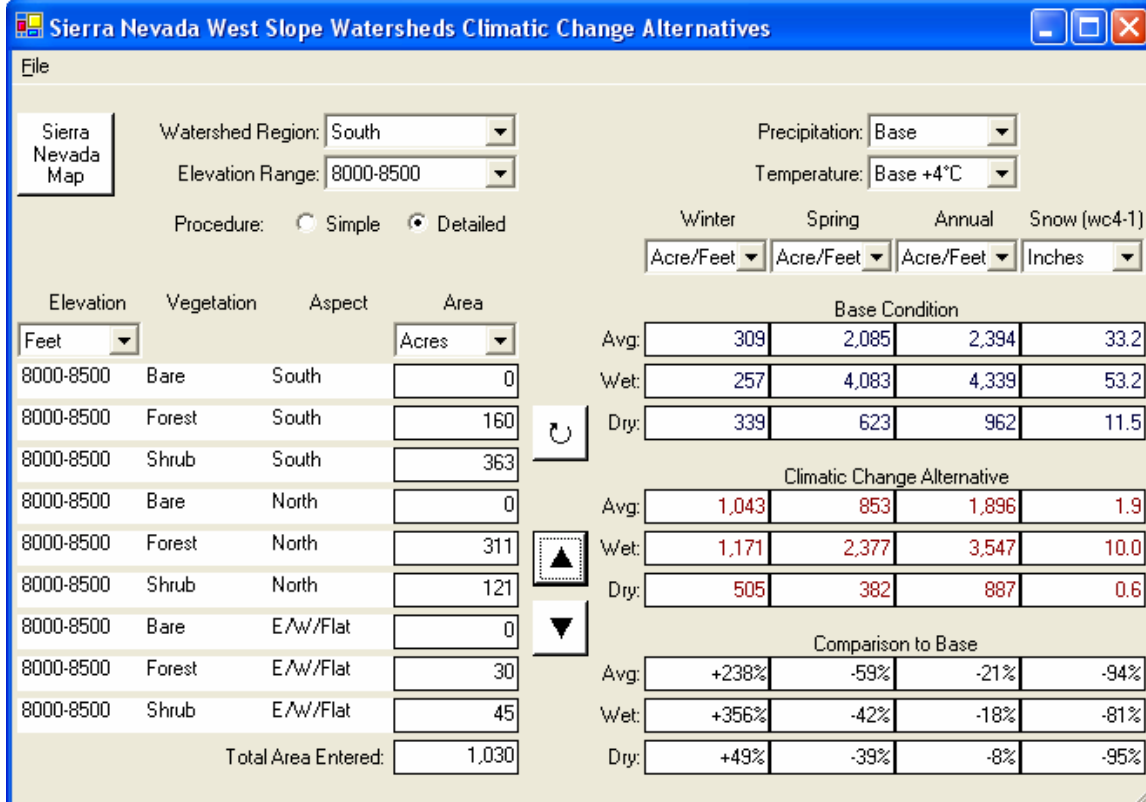 Sierra Nevada West Slope Watersheds Climatic Change Alternatives
File
Sierra
Nevada
Map
Watershed Region: South
Elevation Range: 8000-8500
Procedure: Simple Detailed
Precipitation: Base
Temperature: Base +4°C
Winter Spring Annual Snow (wc4-1)
Acre/Feet Acre/Feet Acre/Feet Inches
Elevation Vegetation Aspect Area
Feet Acres
8000-8500 Bare South 0
8000-8500 Forest South 160
8000-8500 Shrub South 363
8000-8500 Bare North 0
8000-8500 Forest North 311
8000-8500 Shrub North 121
8000-8500 Bare E/W/Flat 0
8000-8500 Forest E/W/Flat 30
8000-8500 Shrub E/W/Flat 45
Total Area Entered: 1,030
Base Condition
Avg: 309 2,085 2,394 33.2
Wet: 257 4,083 4,339 53.2
Dry: 339 623 962 11.5
Climatic Change Alternative
Avg: 1,043 853 1,896 1.9
Wet: 1,171 2,377 3,547 10.0
Dry: 505 382 887 0.6
Comparison to Base
Avg: +238% -59% -21% -94%
Wet: +356% -42% -18% -81%
Dry: +49% -39% -8% -95%